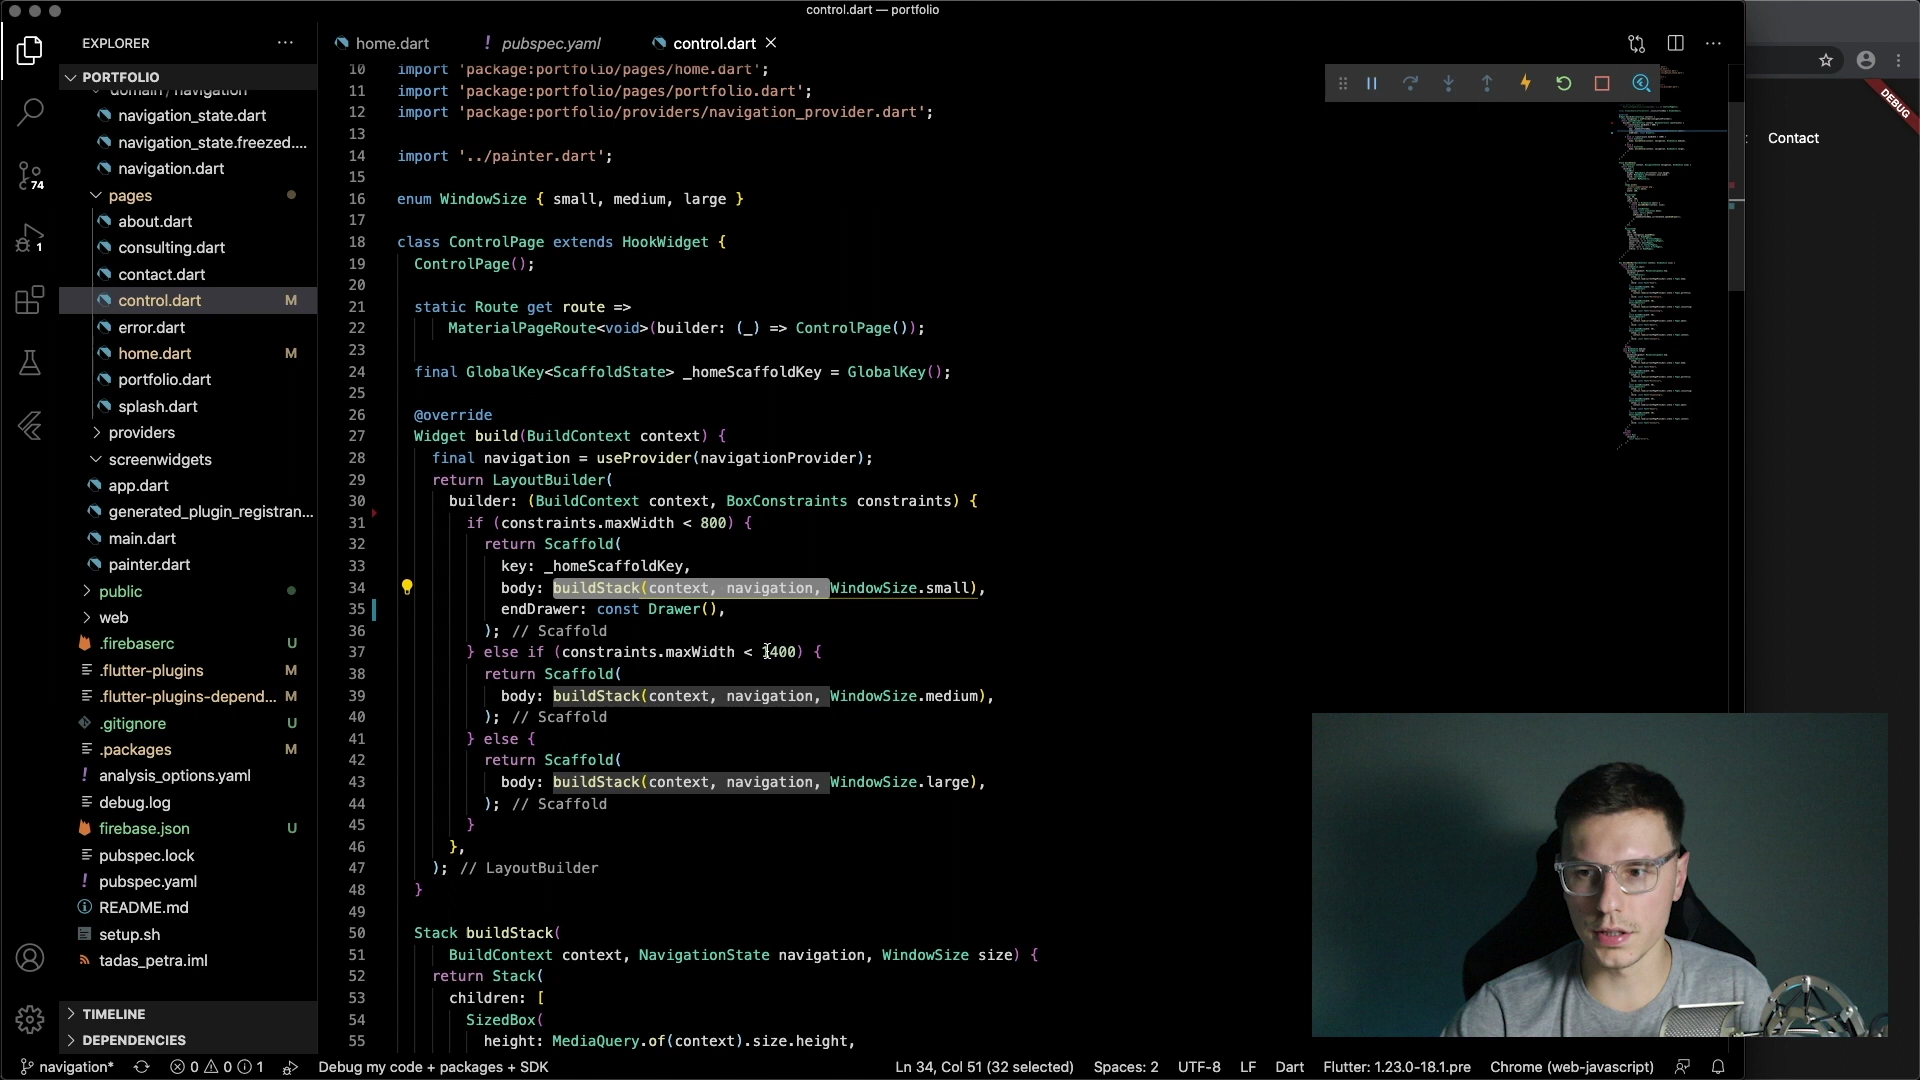 control.dart — portfolio
EXPLORER
home.dart
pubspec.yaml
control.dart
PORTFOLIO
domain / navigation
navigation_state.dart
navigation_state.freezed....
navigation.dart
pages
about.dart
consulting.dart
contact.dart
control.dart M
error.dart
home.dart M
portfolio.dart
splash.dart
providers
screenwidgets
app.dart
generated_plugin_registran...
main.dart
painter.dart
public
web
.firebaserc U
.flutter-plugins M
.flutter-plugins-depend... M
.gitignore U
.packages M
analysis_options.yaml
debug.log
firebase.json U
pubspec.lock
pubspec.yaml
README.md
setup.sh
tadas_petra.iml
TIMELINE
DEPENDENCIES
74
1
10 import 'package:portfolio/pages/home.dart';
11 import 'package:portfolio/pages/portfolio.dart';
12 import 'package:portfolio/providers/navigation_provider.dart';
13
14 import '../painter.dart';
15
16 enum WindowSize { small, medium, large }
17
18 class ControlPage extends HookWidget {
19 ControlPage();
20
21 static Route get route =>
22 MaterialPageRoute<void>(builder: (_) => ControlPage());
23
24 final GlobalKey<ScaffoldState> _homeScaffoldKey = GlobalKey();
25
26 @override
27 Widget build(BuildContext context) {
28 final navigation = useProvider(navigationProvider);
29 return LayoutBuilder(
30 builder: (BuildContext context, BoxConstraints constraints) {
31 if (constraints.maxWidth < 800) {
32 return Scaffold(
33 key: _homeScaffoldKey,
34 body: buildStack(context, navigation, WindowSize.small),
35 endDrawer: const Drawer(),
36 ); // Scaffold
37 } else if (constraints.maxWidth < 1400) {
38 return Scaffold(
39 body: buildStack(context, navigation, WindowSize.medium),
40 ); // Scaffold
41 } else {
42 return Scaffold(
43 body: buildStack(context, navigation, WindowSize.large),
44 ); // Scaffold
45 }
46 },
47 ); // LayoutBuilder
48 }
49
50 Stack buildStack(
51 BuildContext context, NavigationState navigation, WindowSize size) {
52 return Stack(
53 children: [
54 SizedBox(
55 height: MediaQuery.of(context).size.height,
DEBUG
Contact
navigation* 0 0 1 Debug my code + packages + SDK Ln 34, Col 51 (32 selected) Spaces: 2 UTF-8 LF Dart Flutter: 1.23.0-18.1.pre Chrome (web-javascript)